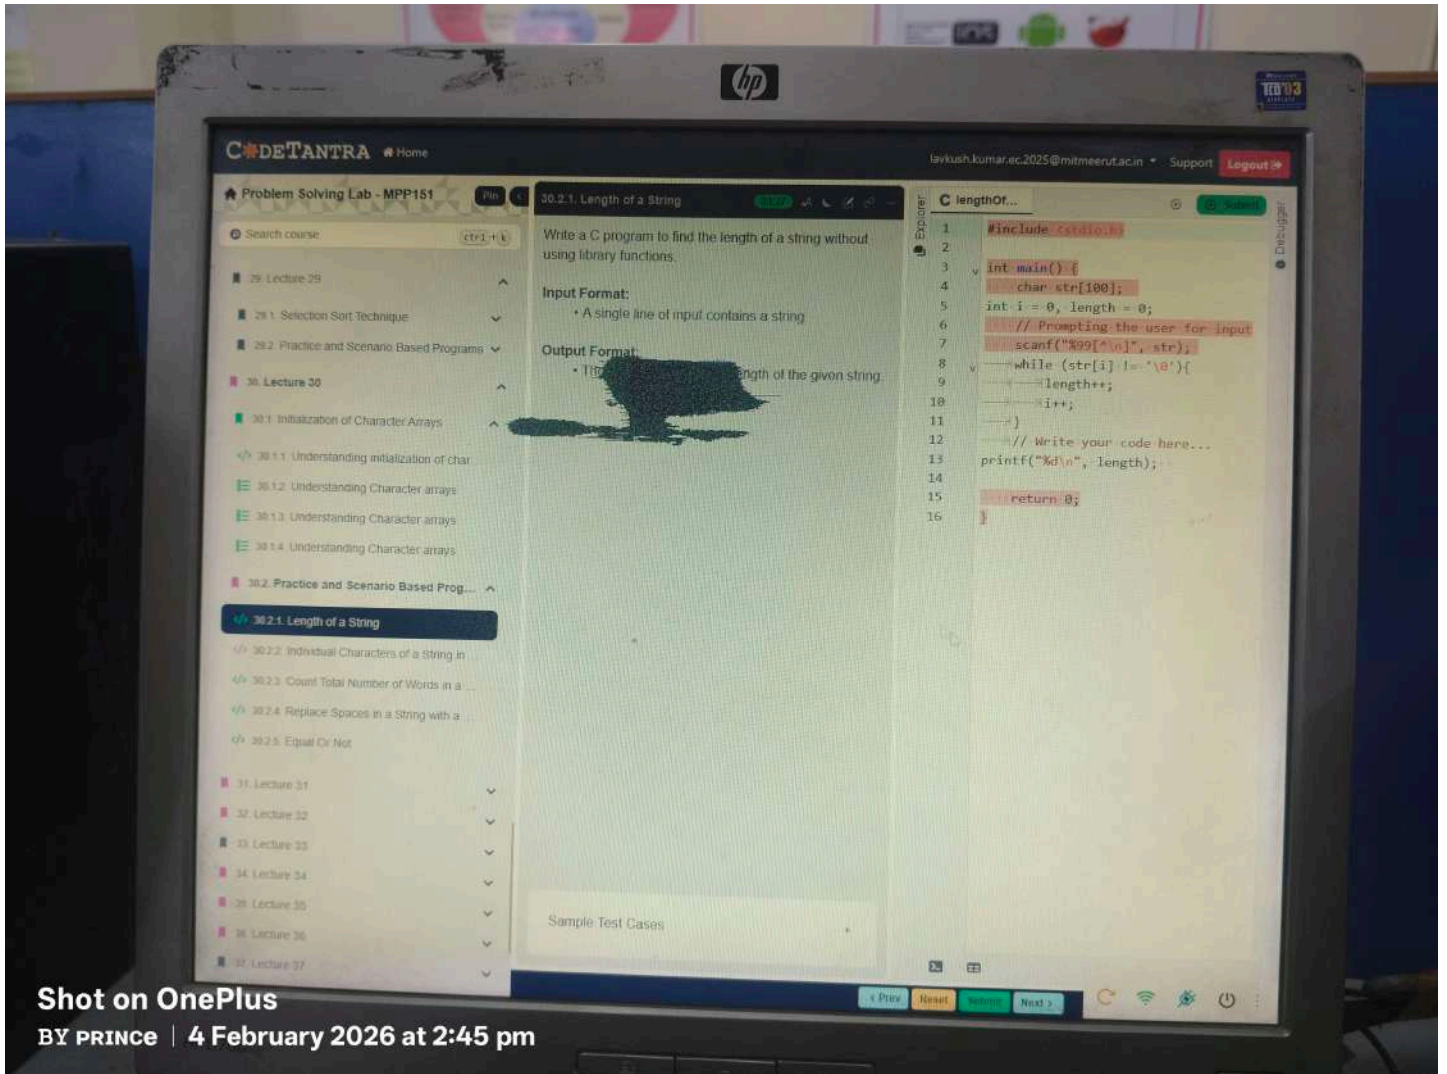 hp
CODETANTRA Home
lavkush.kumar.ec.2025@mitmeerut.ac.in Support Logout
Problem Solving Lab - MPP151 Pin
Search course ctrl + k
29. Lecture 29
29.1. Selection Sort Technique
29.2. Practice and Scenario Based Programs
30. Lecture 30
30.1. Initialization of Character Arrays
30.1.1. Understanding initialization of char
30.1.2. Understanding Character arrays
30.1.3. Understanding Character arrays
30.1.4. Understanding Character arrays
30.2. Practice and Scenario Based Prog...
30.2.1. Length of a String
30.2.2. Individual Characters of a String in ...
30.2.3. Count Total Number of Words in a ...
30.2.4. Replace Spaces in a String with a ...
30.2.5. Equal Or Not
31. Lecture 31
32. Lecture 32
33. Lecture 33
34. Lecture 34
35. Lecture 35
36. Lecture 36
37. Lecture 37
30.2.1. Length of a String
Write a C program to find the length of a string without
using library functions.
Input Format:
• A single line of input contains a string
Output Format:
• of the given string.
Sample Test Cases
Explorer
C lengthOf...
Submit
Debugger
1 #include <stdio.h>
2
3 int main() {
4 char str[100];
5 int i = 0, length = 0;
6 // Prompting the user for input
7 scanf("%99[^\n]", str);
8 while (str[i] != '\0'){
9 length++;
10 i++;
11 }
12 // Write your code here...
13 printf("%d\n", length);
14
15 return 0;
16 }
< Prev Reset Submit Next >
Shot on OnePlus
BY PRINCE | 4 February 2026 at 2:45 pm